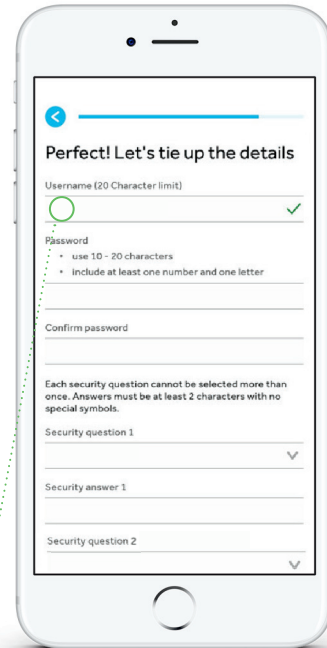 Perfect! Let's tie up the details
Username (20 Character limit)
Password
• use 10 - 20 characters
• include at least one number and one letter
Confirm password
Each security question cannot be selected more than
once. Answers must be at least 2 characters with no
special symbols.
Security question 1
Security answer 1
Security question 2